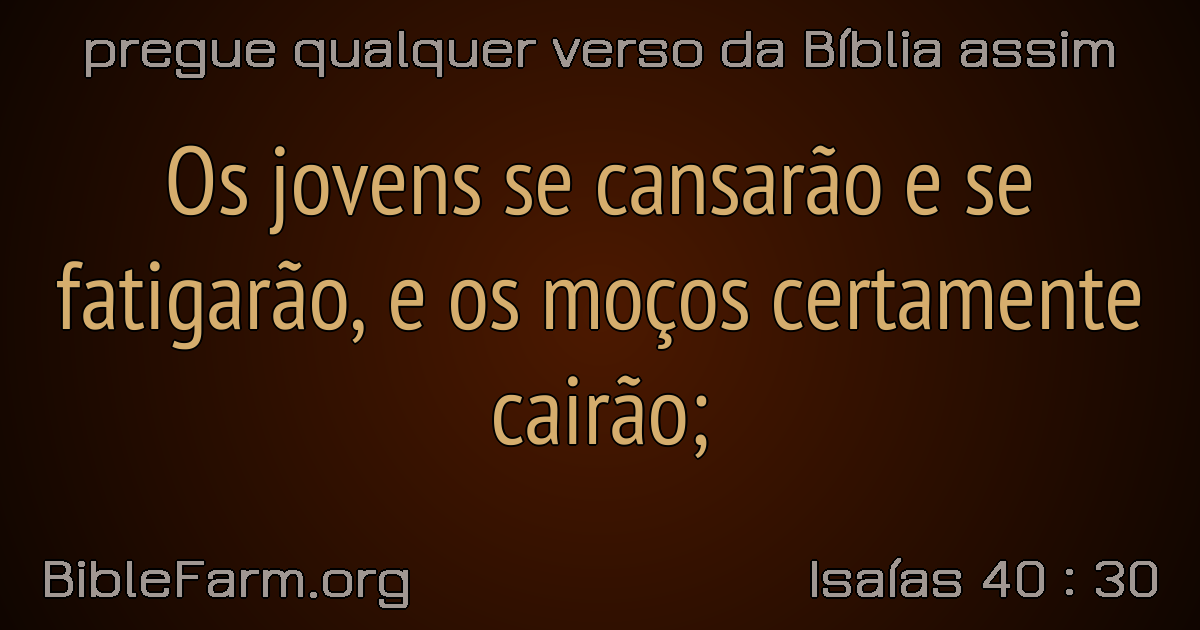 pregue qualquer verso da Bíblia assim
Os jovens se cansarão e se
fatigarão, e os moços certamente
cairão;
BibleFarm.org
Isaías 40 : 30